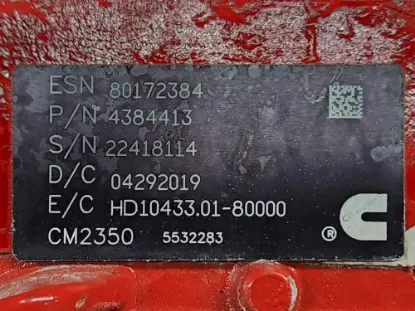 ESN 80172384
P/N 4384413
S/N 22418114
D/C 04292019
E/C HD10433.01-80000
CM2350 5532283 ®